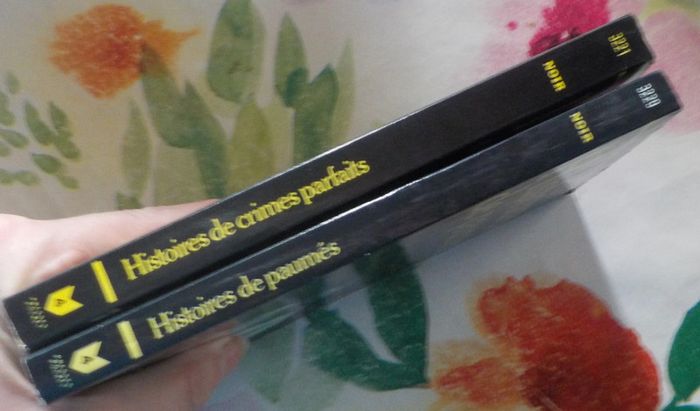 Histoires de crimes parfaits
NOIR
Histoires de paumés
NOIR